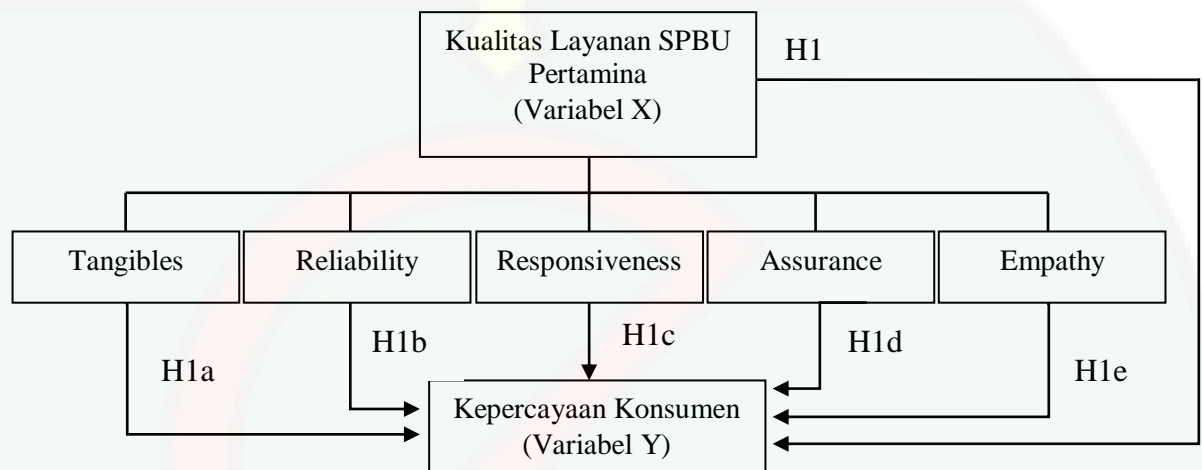 Kualitas Layanan SPBU
Pertamina
(Variabel X)
H1
Tangibles
Reliability
Responsiveness
Assurance
Empathy
H1a
H1b
H1c
H1d
H1e
Kepercayaan Konsumen
(Variabel Y)